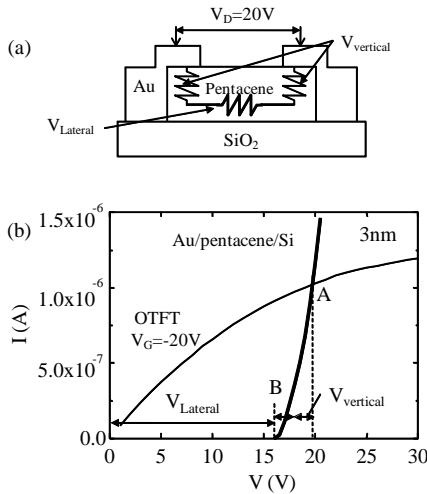 (a)
V_D=20V
V_vertical
Au
Pentacene
V_Lateral
SiO₂
(b)
1.5x10⁻⁶
1.0x10⁻⁶
5.0x10⁻⁷
0.0
I (A)
Au/pentacene/Si
3nm
OTFT
V_G=-20V
A
B
V_Lateral
V_vertical
0 5 10 15 20 25 30
V (V)